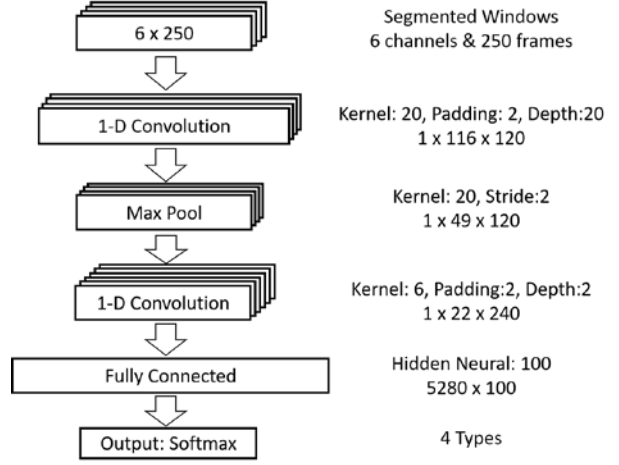 6 x 250
Segmented Windows
6 channels & 250 frames
1-D Convolution
Kernel: 20, Padding: 2, Depth:20
1 x 116 x 120
Max Pool
Kernel: 20, Stride:2
1 x 49 x 120
1-D Convolution
Kernel: 6, Padding:2, Depth:2
1 x 22 x 240
Fully Connected
Hidden Neural: 100
5280 x 100
Output: Softmax
4 Types